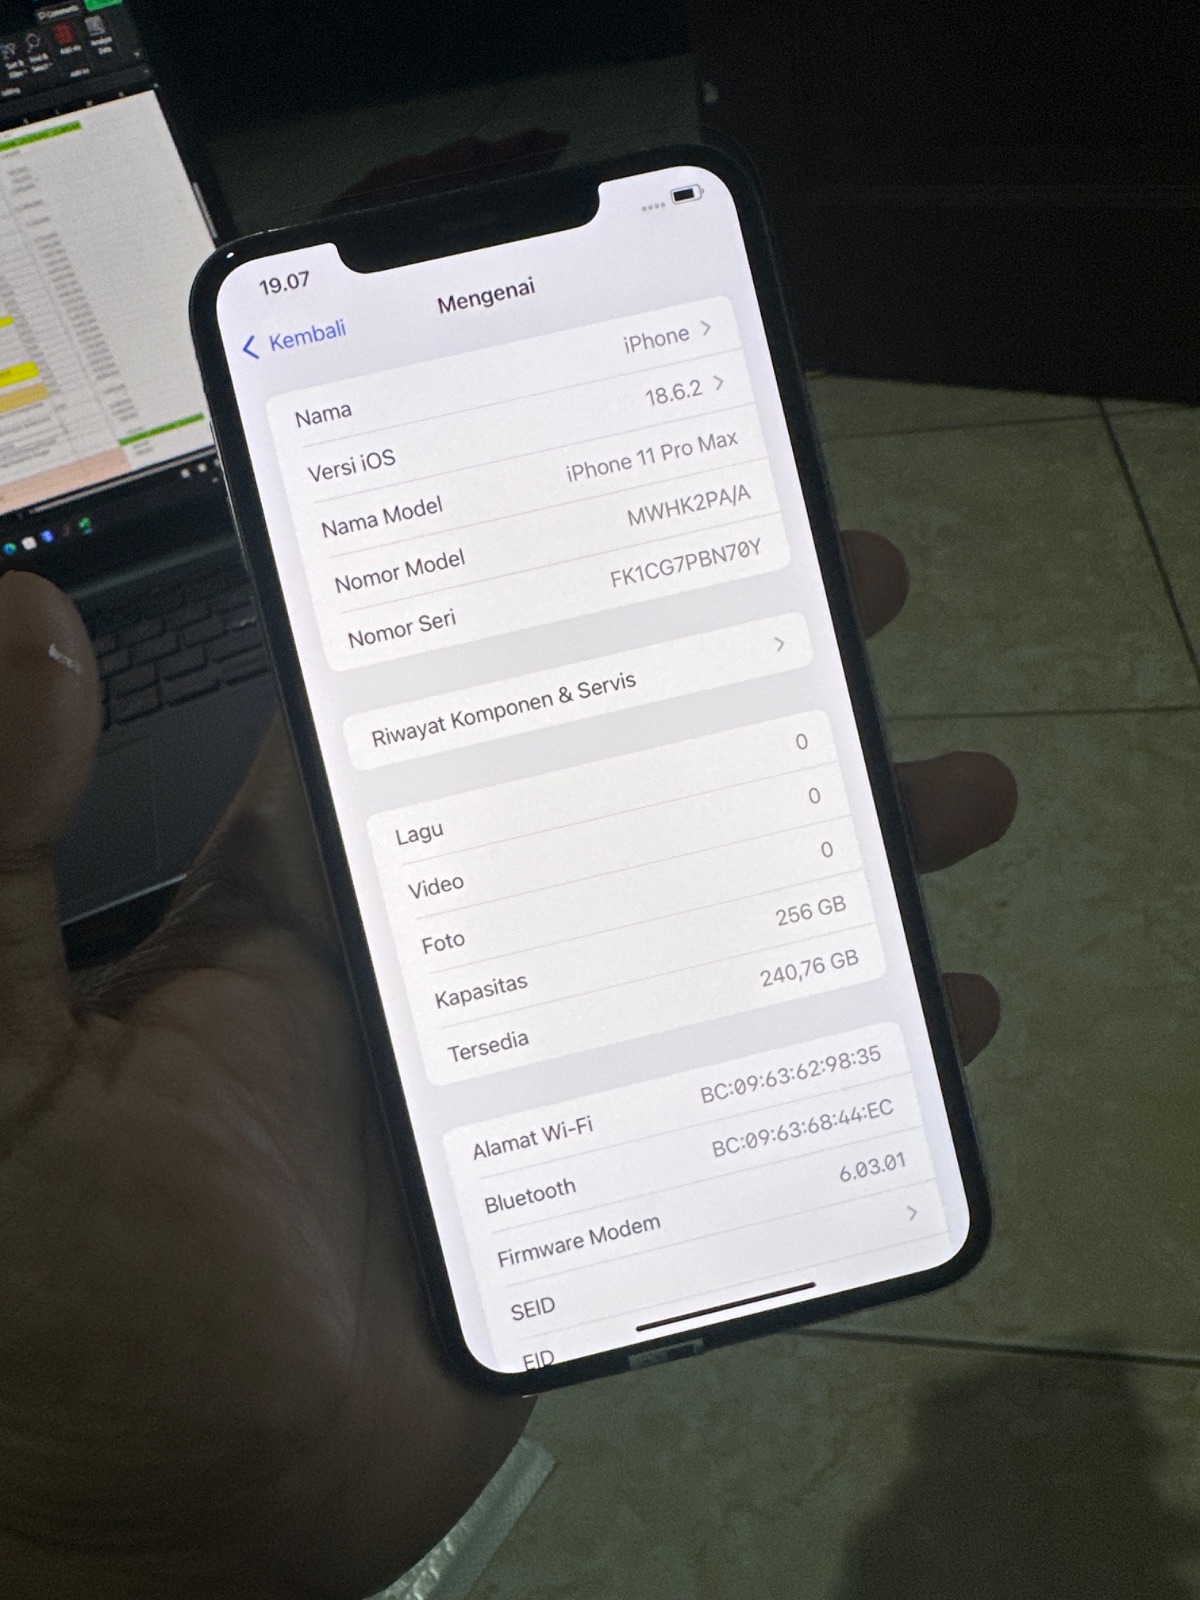 19.07
Kembali
Mengenai
Nama iPhone
Versi iOS 18.6.2
Nama Model iPhone 11 Pro Max
Nomor Model MWHK2PA/A
Nomor Seri FK1CG7PBN70Y
Riwayat Komponen & Servis
Lagu 0
Video 0
Foto 0
Kapasitas 256 GB
Tersedia 240,76 GB
Alamat Wi-Fi BC:09:63:62:98:35
Bluetooth BC:09:63:68:44:EC
Firmware Modem 6.03.01
SEID
EID